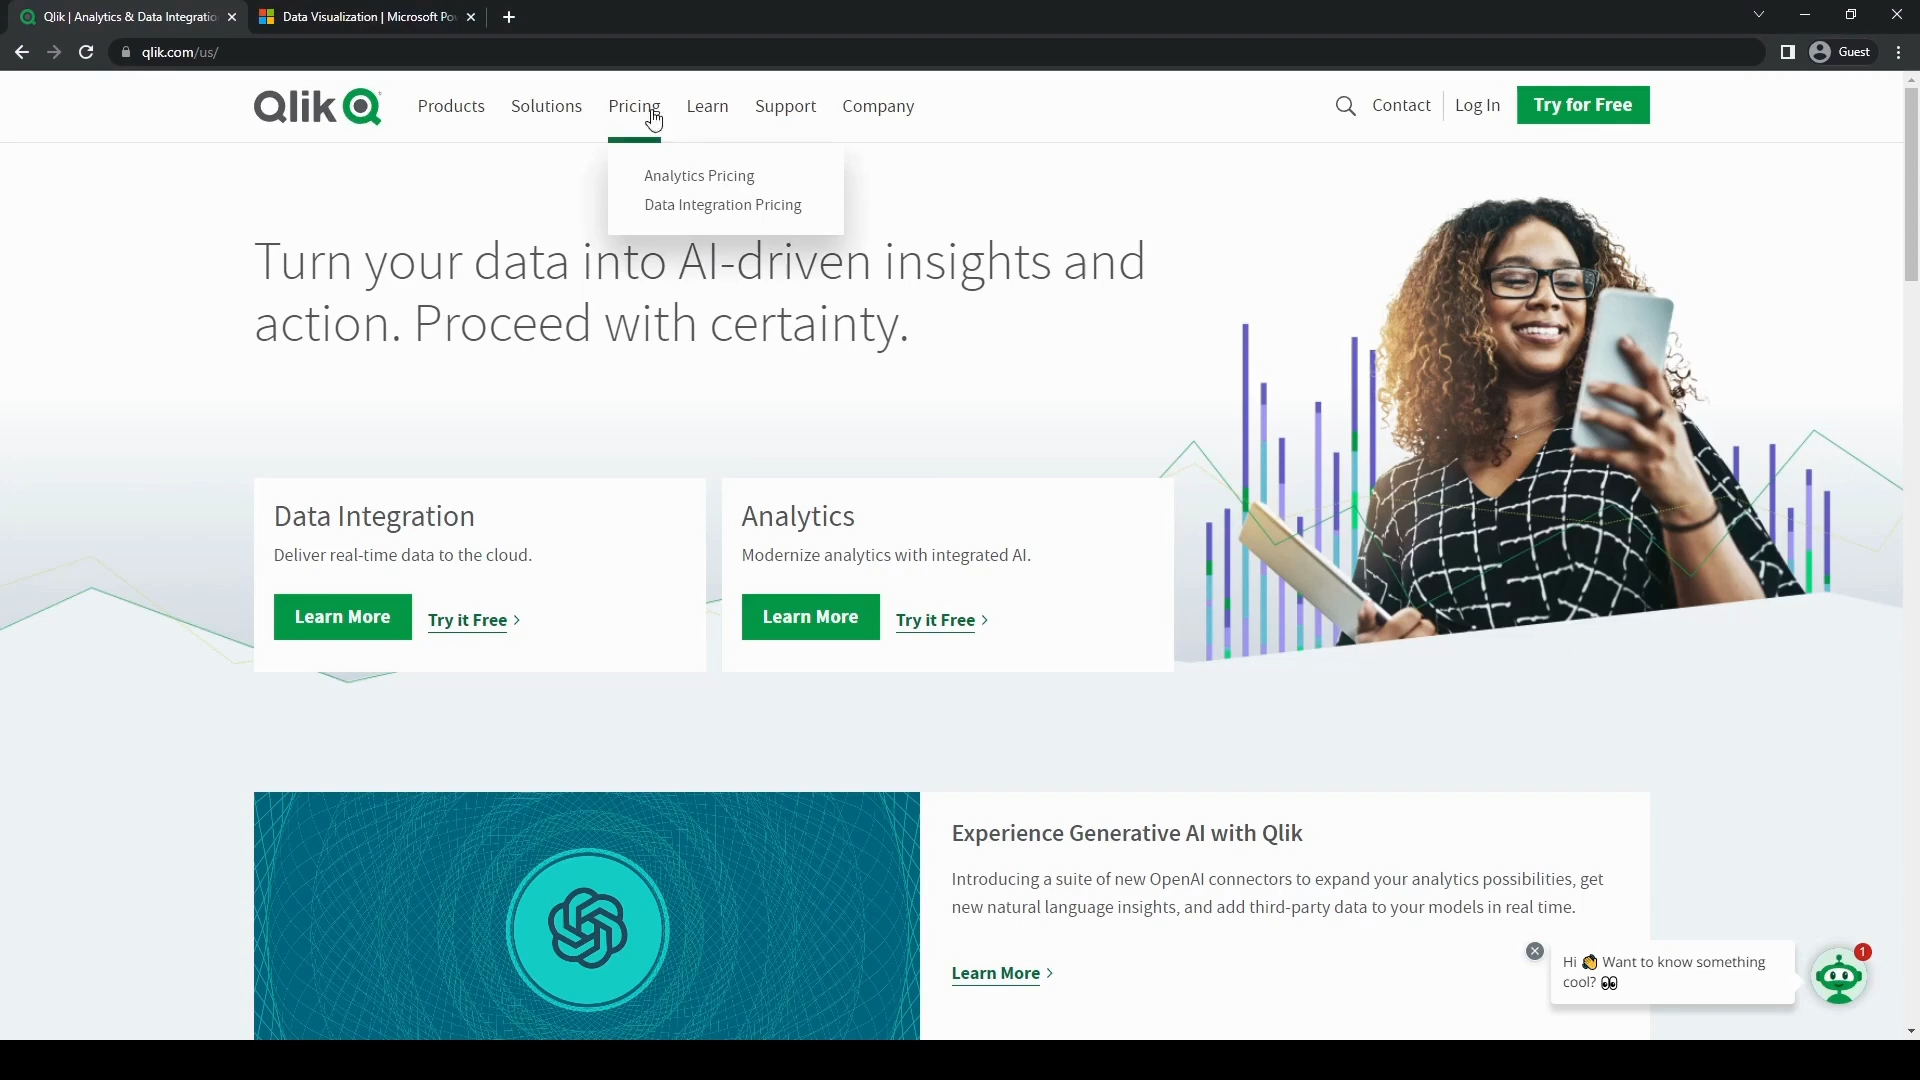 Qlik | Analytics & Data Integratio
Data Visualization | Microsoft Po
qlik.com/us/
Guest
Qlik
Products
Solutions
Pricing
Learn
Support
Company
Contact
Log In
Try for Free
Analytics Pricing
Data Integration Pricing
Turn your data into AI-driven insights and
action. Proceed with certainty.
Data Integration
Deliver real-time data to the cloud.
Learn More
Try it Free >
Analytics
Modernize analytics with integrated AI.
Learn More
Try it Free >
Experience Generative AI with Qlik
Introducing a suite of new OpenAI connectors to expand your analytics possibilities, get
new natural language insights, and add third-party data to your models in real time.
Learn More >
Hi 👋 Want to know something
cool? 👀
1